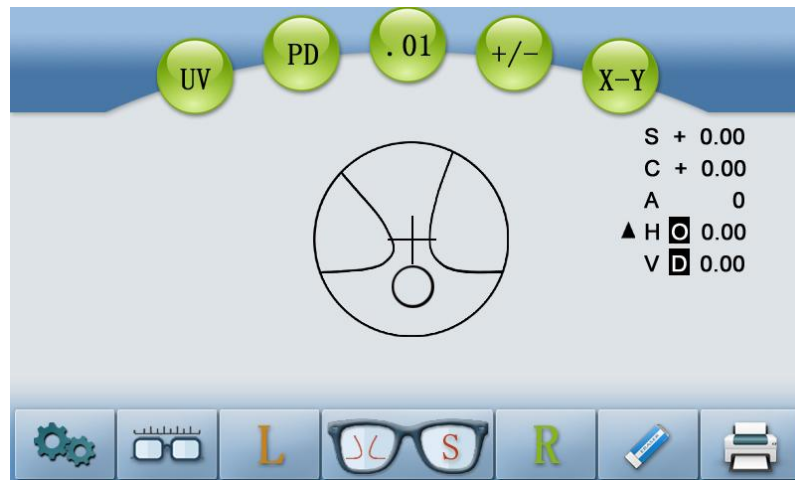 UV PD .01 +/- X-Y
S + 0.00
C + 0.00
A 0
▲ H O 0.00
V D 0.00
L S R